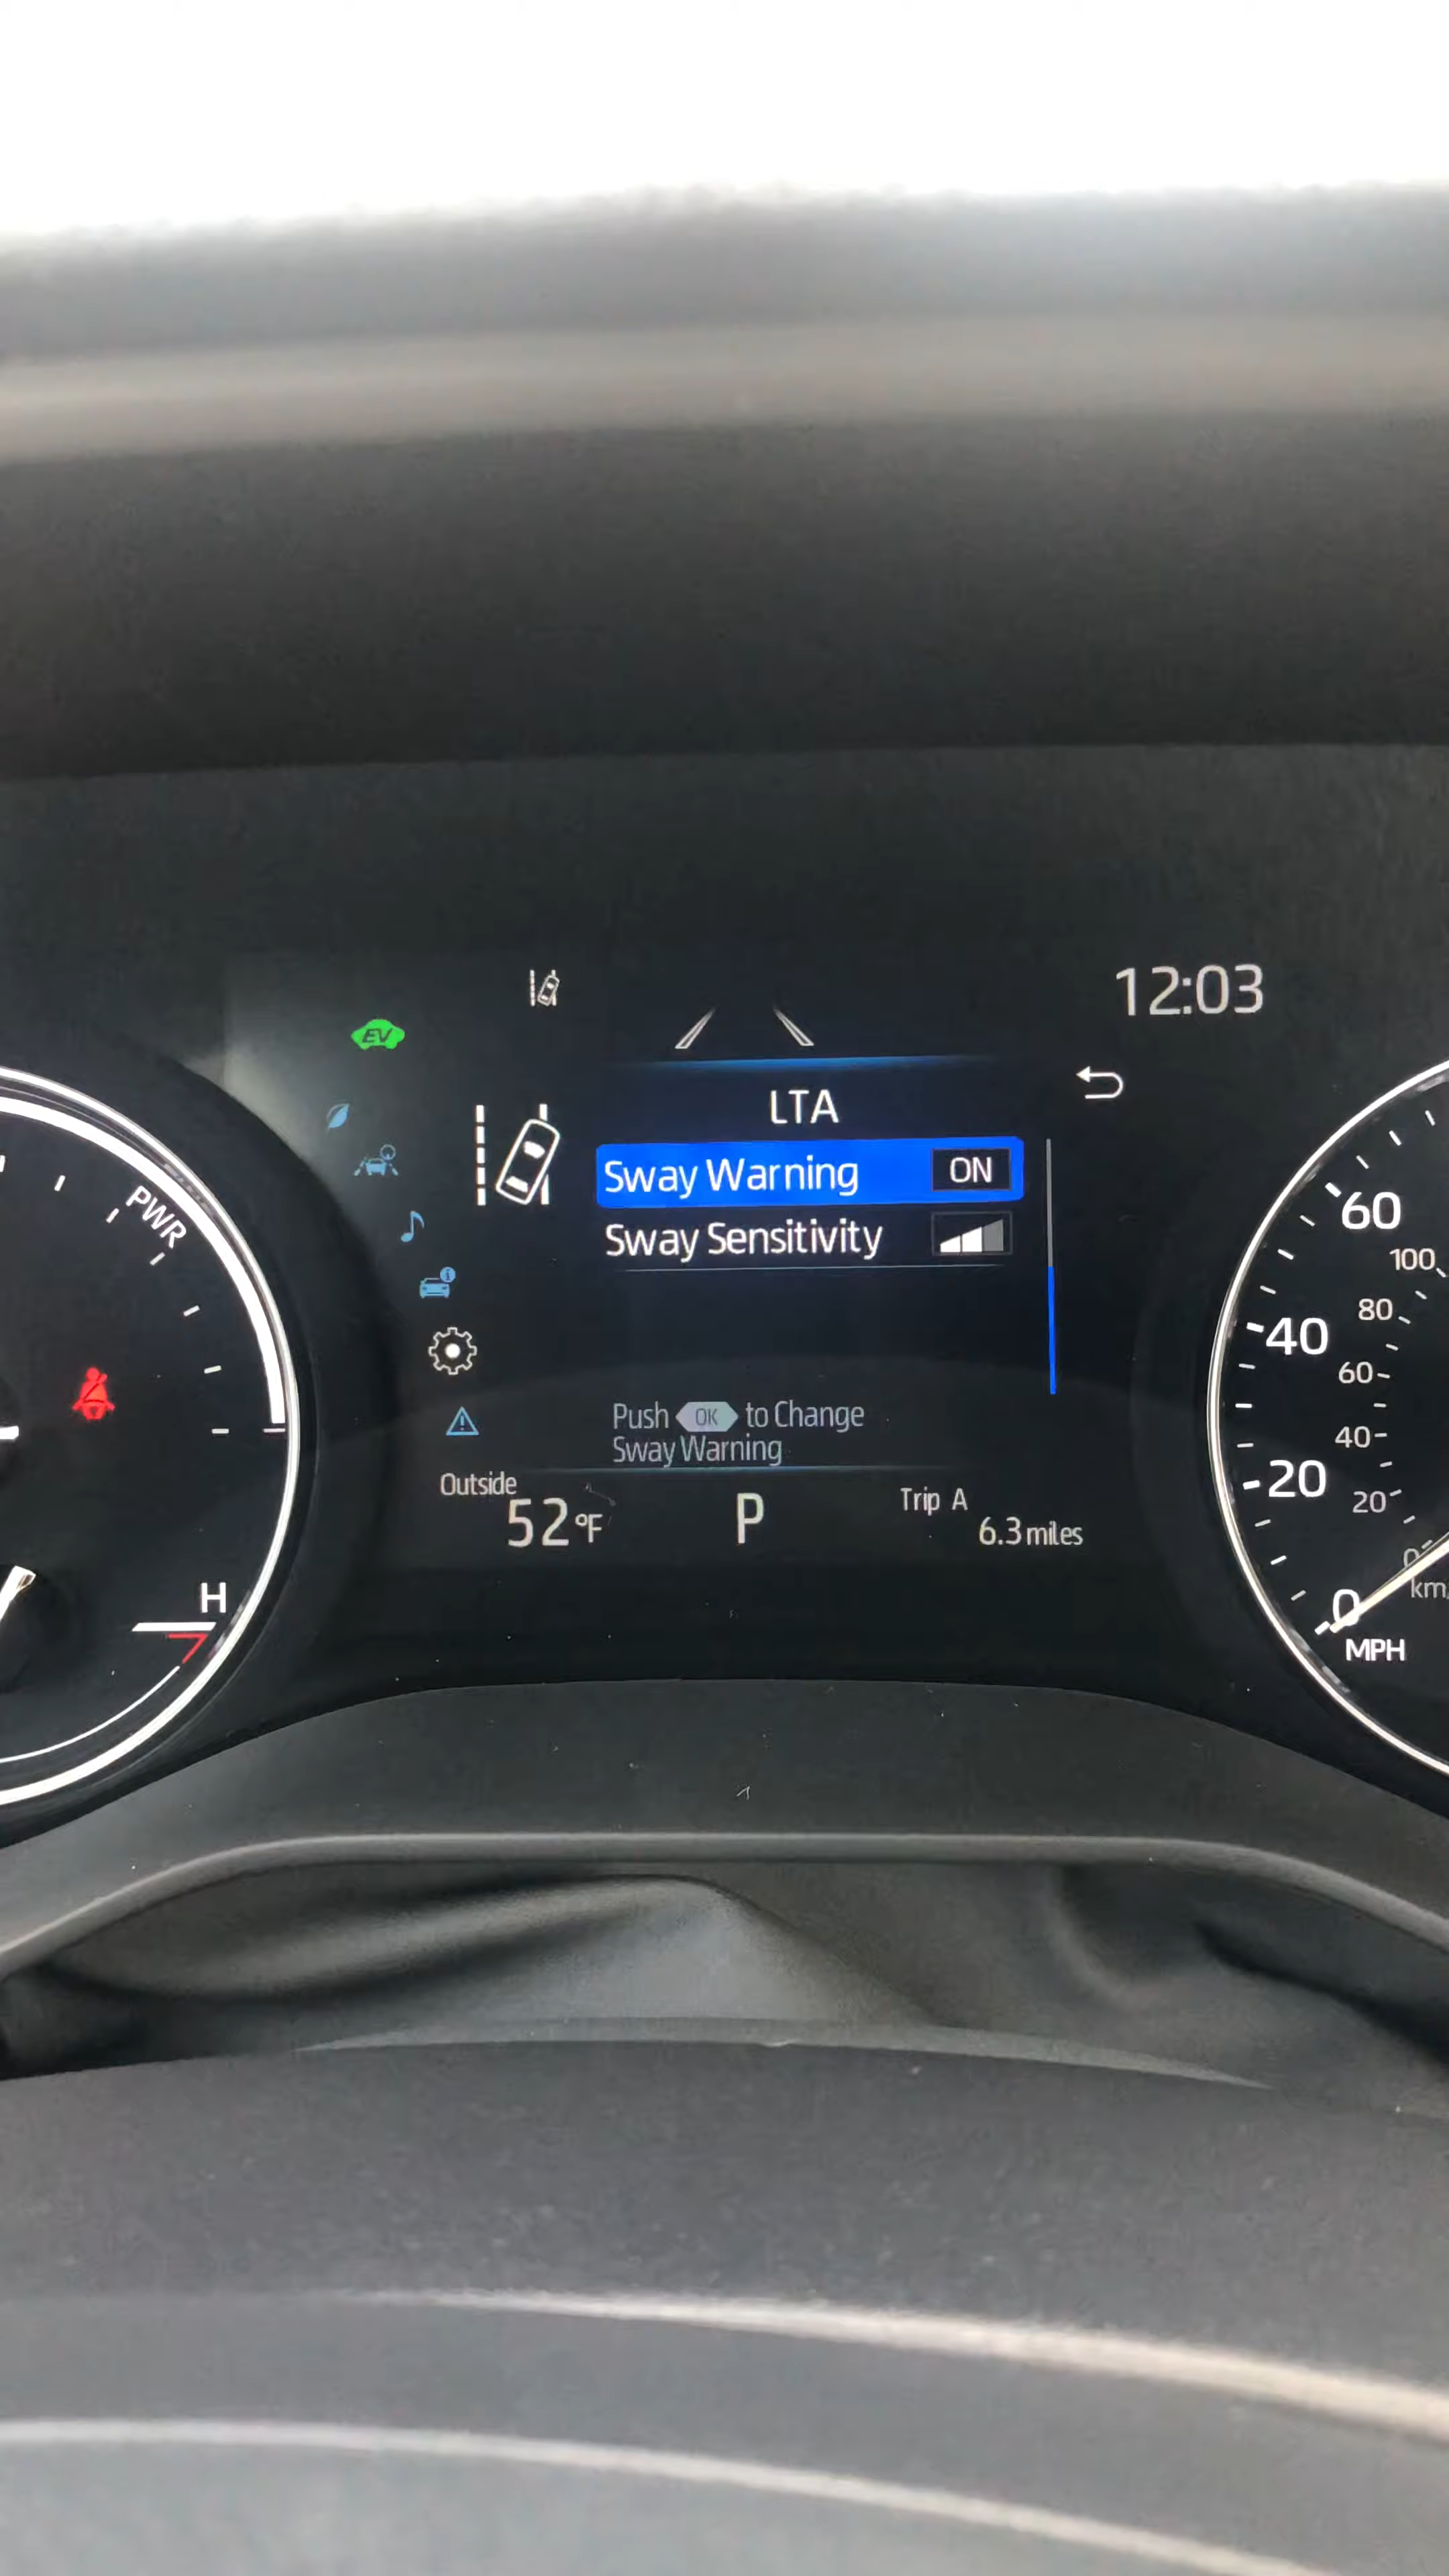 12:03
EV
LTA
Sway Warning ON
Sway Sensitivity
Push OK to Change
Sway Warning
Outside
52°F
P
Trip A
6.3 miles
PWR
H
60
40
20
0
MPH
100
80
60
40
20
0
km